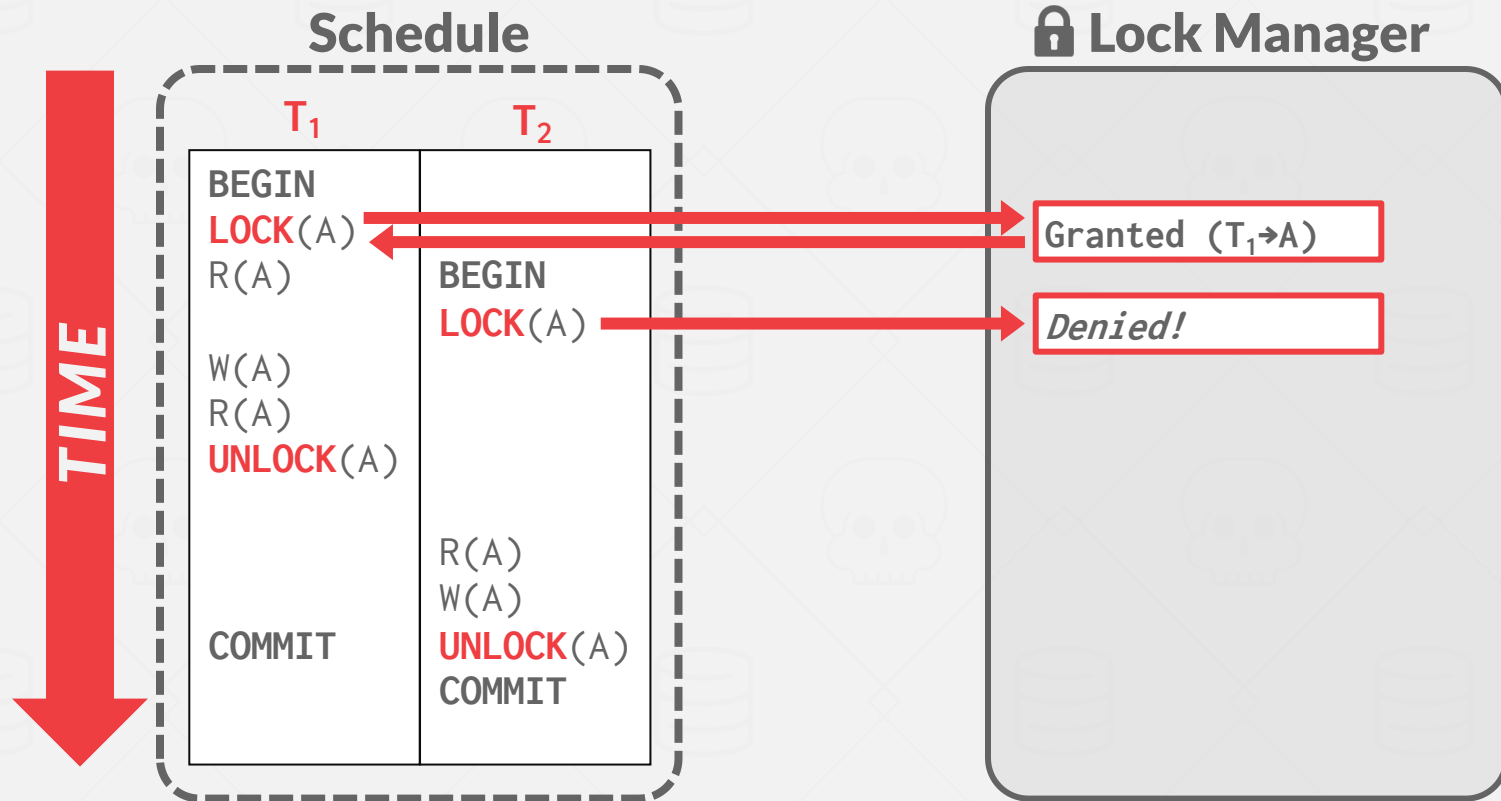 Schedule
Lock Manager
TIME
T₁
T₂
BEGIN
LOCK(A)
R(A)
W(A)
R(A)
UNLOCK(A)
COMMIT
BEGIN
LOCK(A)
R(A)
W(A)
UNLOCK(A)
COMMIT
Granted (T₁→A)
Denied!